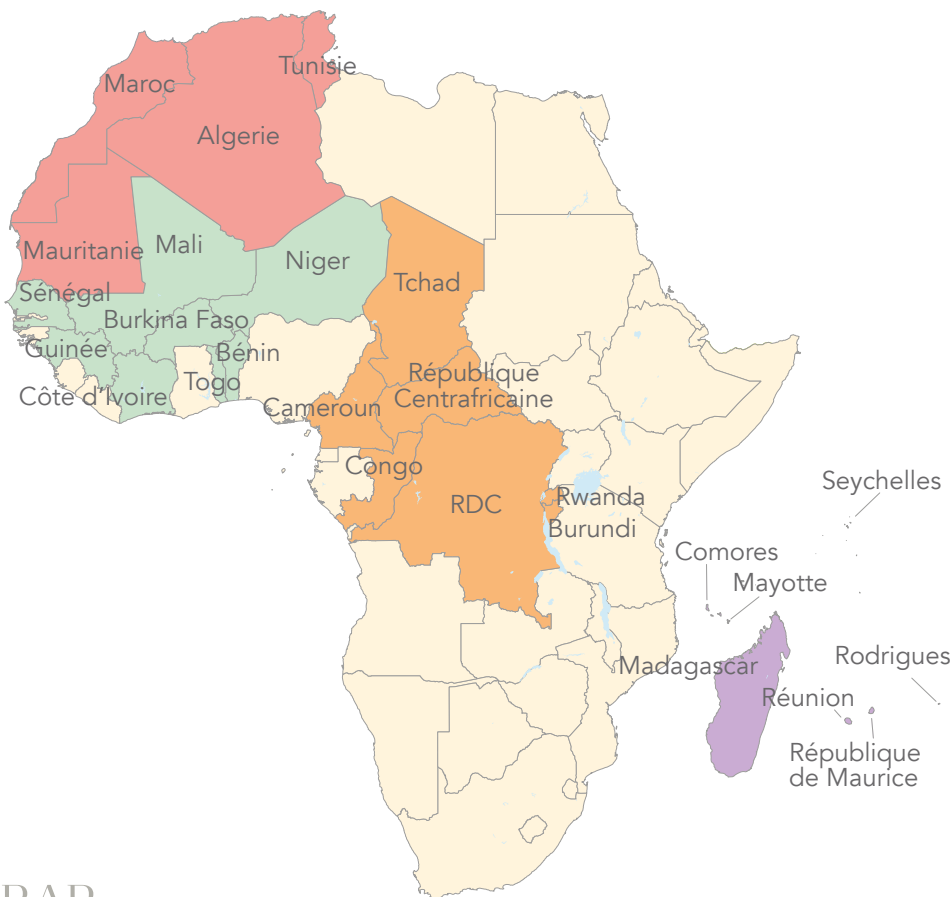 Tunisie
Maroc
Algerie
Mauritanie
Mali
Niger
Tchad
Sénégal
Burkina Faso
Guinée
Bénin
Togo
Côte d'Ivoire
République
Centrafricaine
Cameroun
Congo
RDC
Rwanda
Burundi
Seychelles
Comores
Mayotte
Madagascar
Rodrigues
Réunion
République
de Maurice